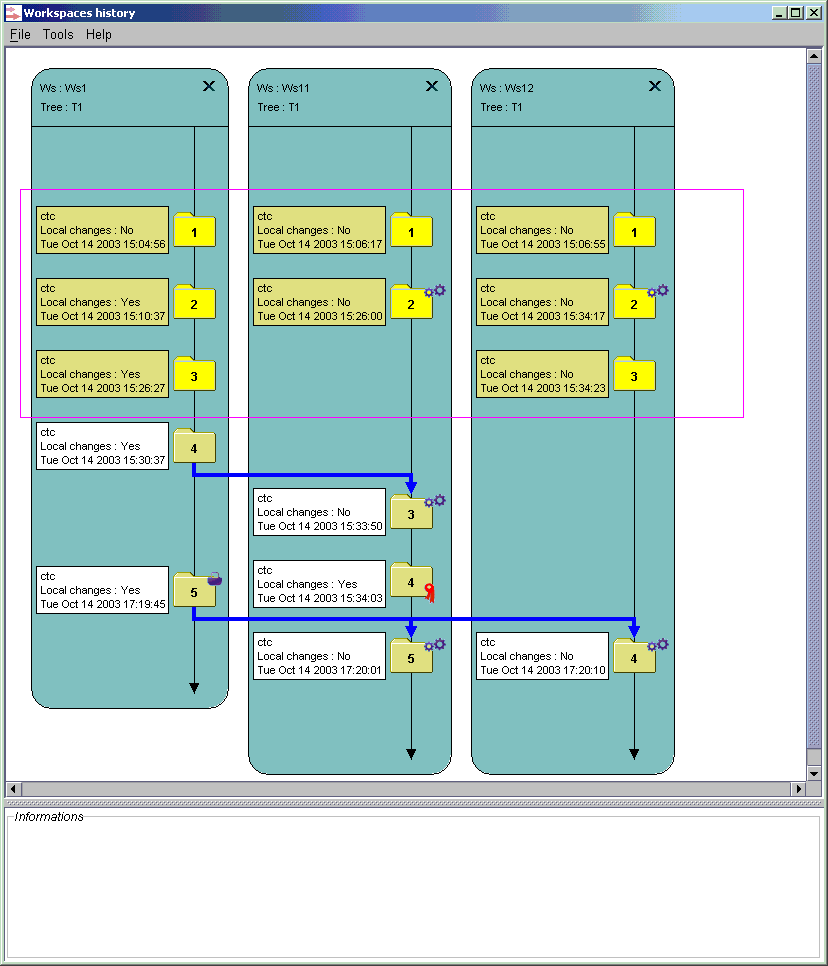 Workspaces history
File Tools Help
Ws : Ws1
Tree : T1
ctc
Local changes : No
Tue Oct 14 2003 15:04:56
1
ctc
Local changes : Yes
Tue Oct 14 2003 15:10:37
2
ctc
Local changes : Yes
Tue Oct 14 2003 15:26:27
3
ctc
Local changes : Yes
Tue Oct 14 2003 15:30:37
4
ctc
Local changes : Yes
Tue Oct 14 2003 17:19:45
5
Ws : Ws11
Tree : T1
ctc
Local changes : No
Tue Oct 14 2003 15:06:17
1
ctc
Local changes : No
Tue Oct 14 2003 15:26:00
2
ctc
Local changes : No
Tue Oct 14 2003 15:33:50
3
ctc
Local changes : Yes
Tue Oct 14 2003 15:34:03
4
ctc
Local changes : No
Tue Oct 14 2003 17:20:01
5
Ws : Ws12
Tree : T1
ctc
Local changes : No
Tue Oct 14 2003 15:06:55
1
ctc
Local changes : No
Tue Oct 14 2003 15:34:17
2
ctc
Local changes : No
Tue Oct 14 2003 15:34:23
3
ctc
Local changes : No
Tue Oct 14 2003 17:20:10
4
Informations